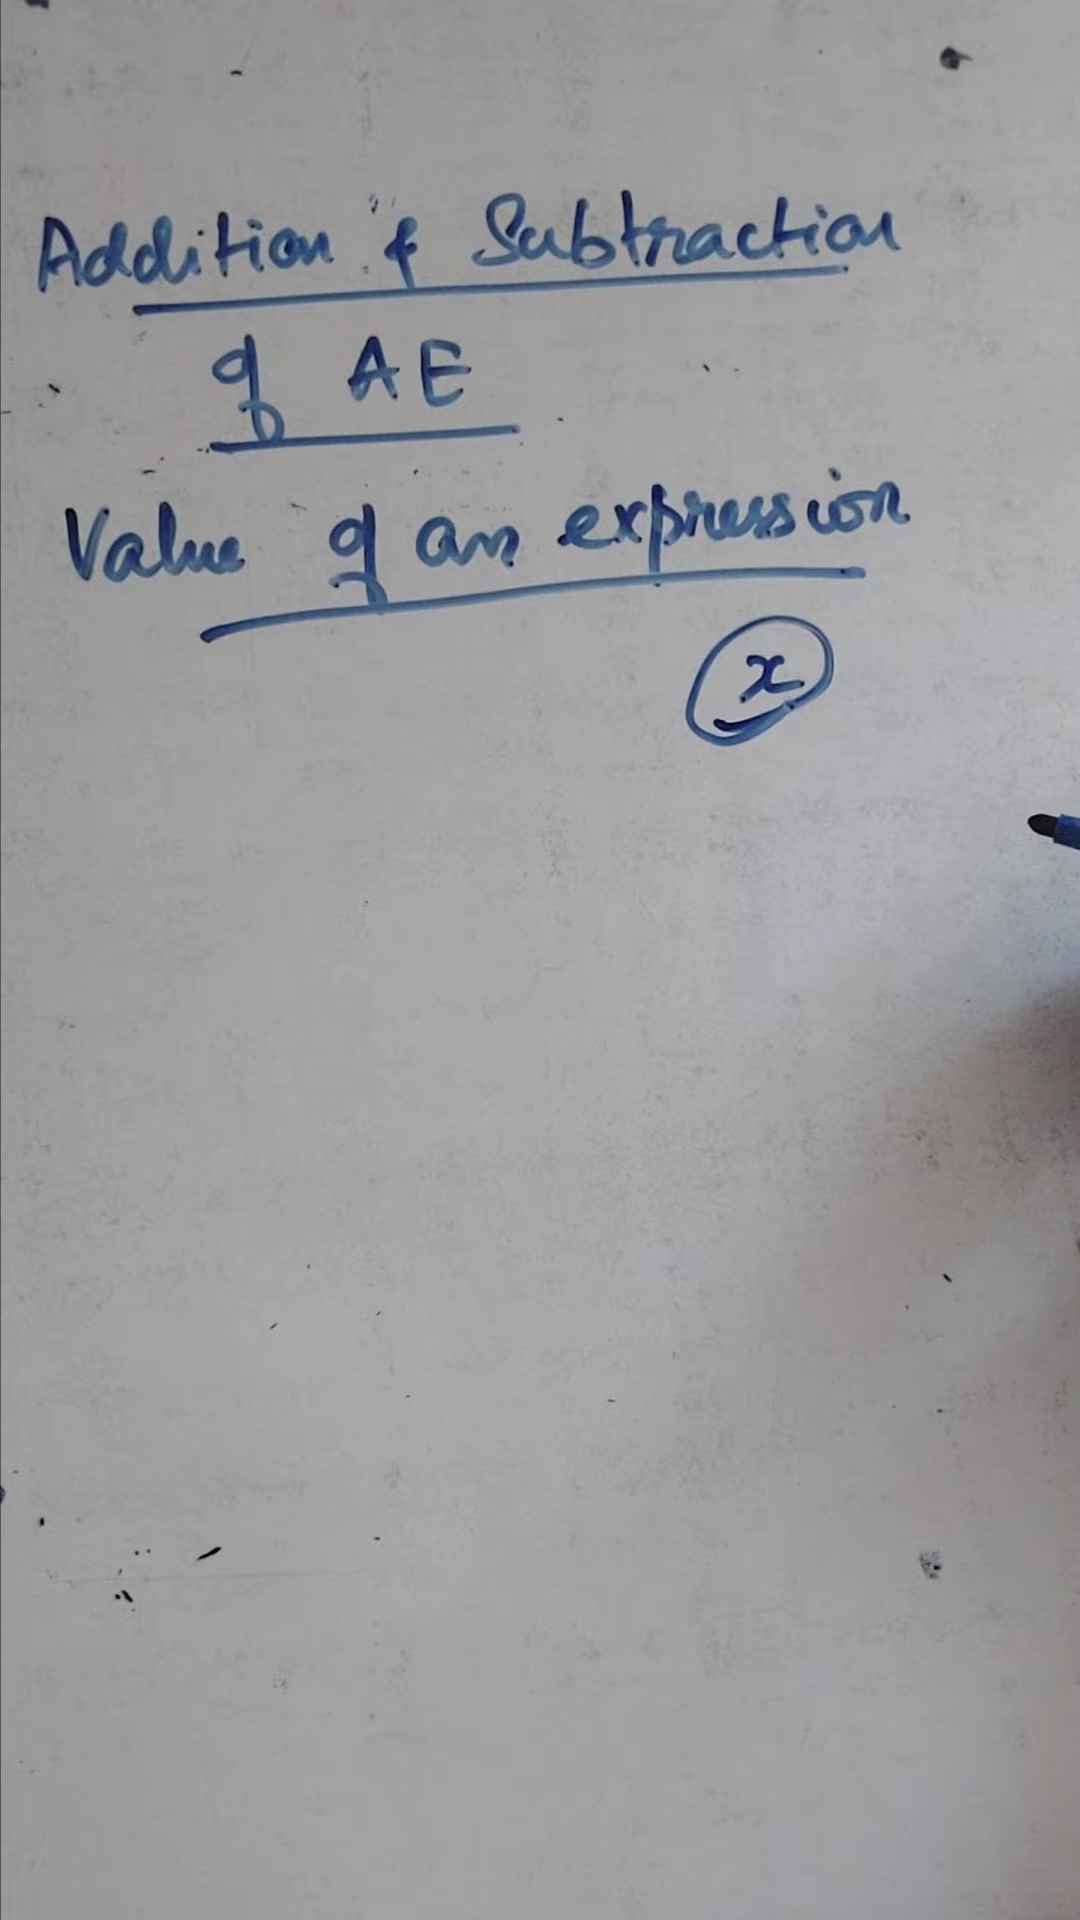 Addition & Subtraction
of AE
Value of an expression
x